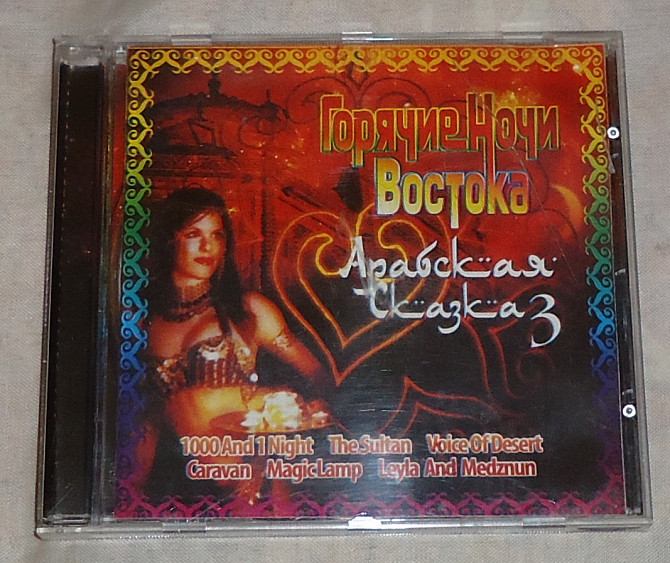 Горячие Ночи
Востока
Арабская
Сказка 3
1000 And 1 Night The Sultan Voice Of Desert
Caravan Magic Lamp Leyla And Medznun